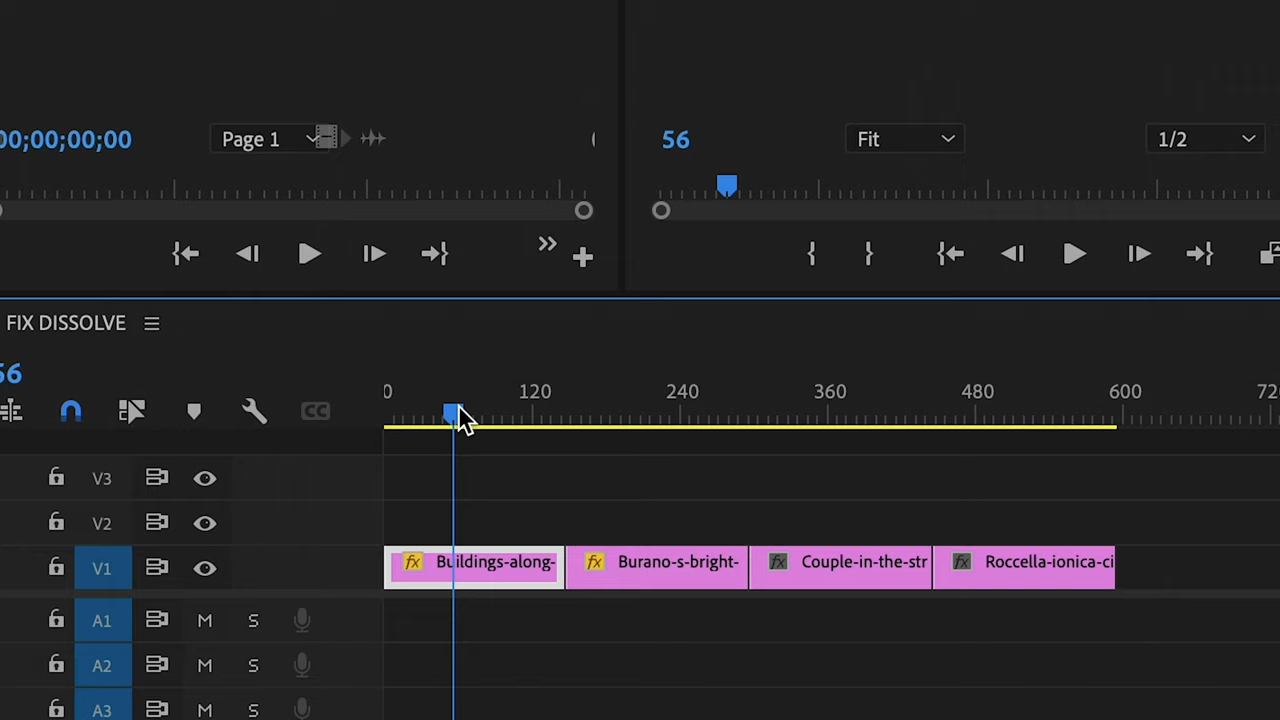 00;00;00;00
Page 1
56
Fit
1/2
FIX DISSOLVE
56
0
120
240
360
480
600
72
CC
V3
V2
V1
fx Buildings-along-
fx Burano-s-bright-
fx Couple-in-the-str
fx Roccella-ionica-ci
A1 M S
A2 M S
A3 M S